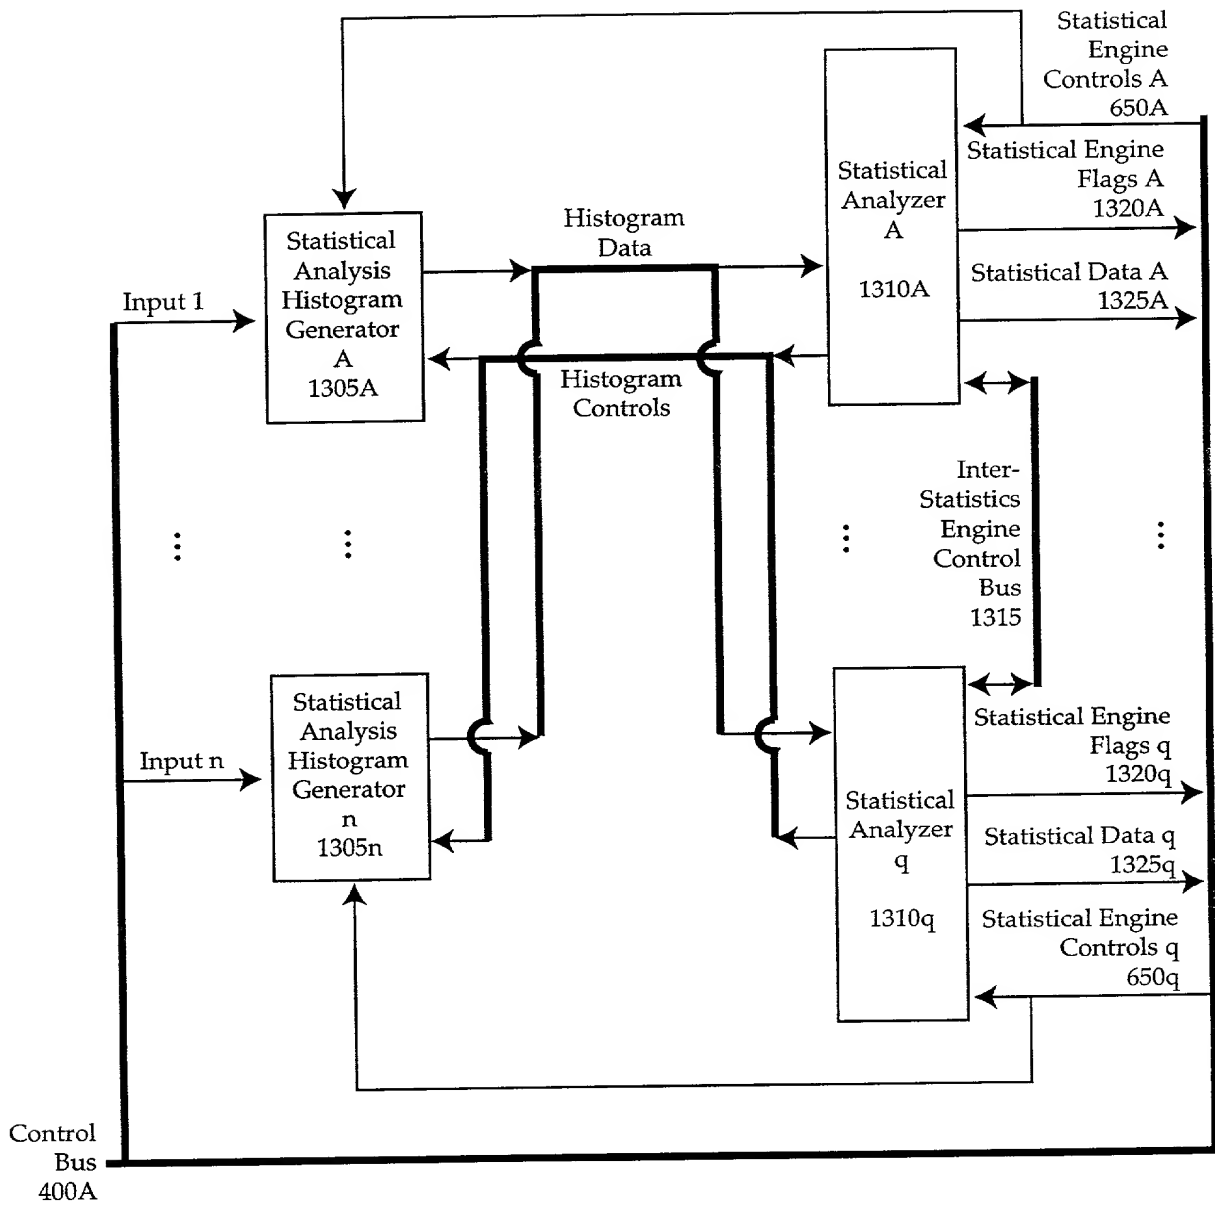 Statistical
Engine
Controls A
650A
Statistical Engine
Flags A
1320A
Statistical Data A
1325A
Statistical
Analyzer
A
1310A
Histogram
Data
Statistical
Analysis
Histogram
Generator
A
1305A
Input 1
Histogram
Controls
Inter-
Statistics
Engine
Control
Bus
1315
Statistical
Analysis
Histogram
Generator
n
1305n
Input n
Statistical Engine
Flags q
1320q
Statistical
Analyzer
q
1310q
Statistical Data q
1325q
Statistical Engine
Controls q
650q
Control
Bus
400A